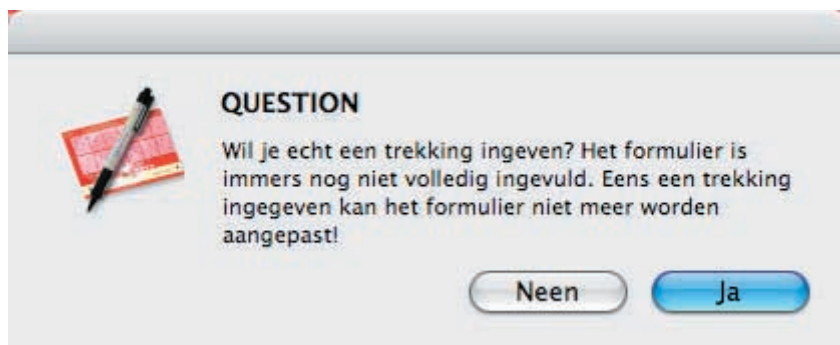 QUESTION
Wil je echt een trekking ingeven? Het formulier is
immers nog niet volledig ingevuld. Eens een trekking
ingegeven kan het formulier niet meer worden
aangepast!
Neen Ja